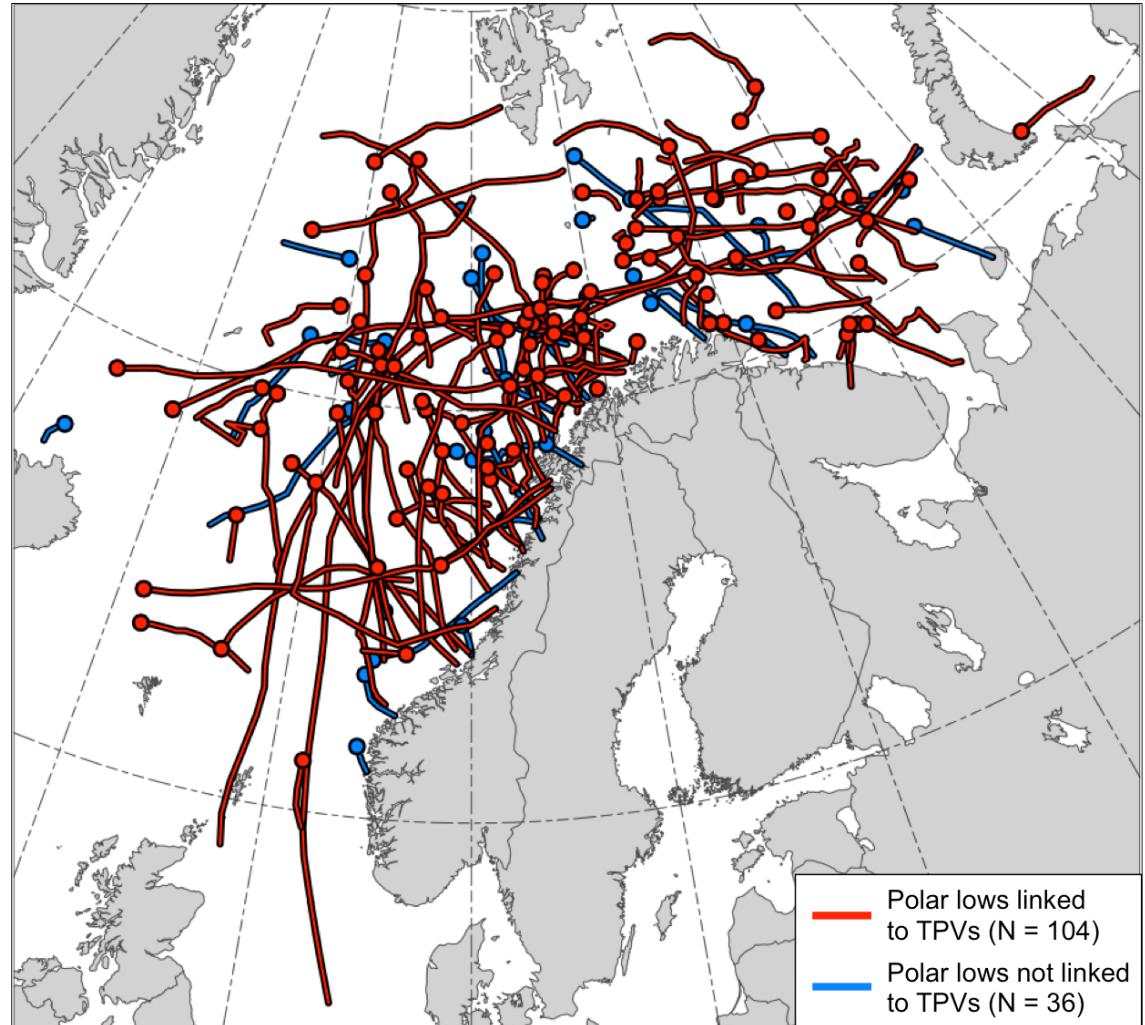 Polar lows linked
to TPVs (N = 104)
Polar lows not linked
to TPVs (N = 36)